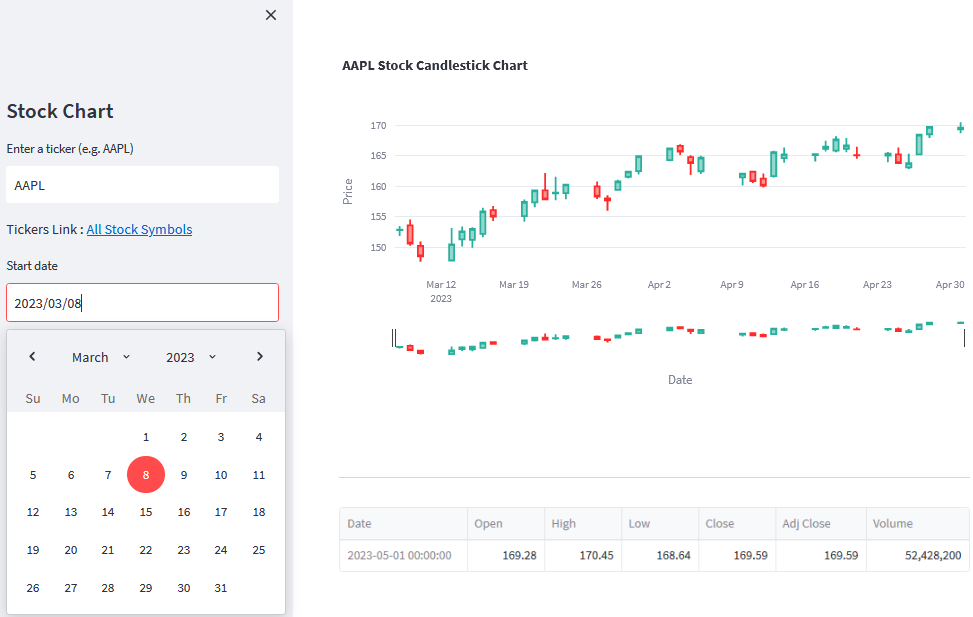 Stock Chart
Enter a ticker (e.g. AAPL)
AAPL
Tickers Link : All Stock Symbols
Start date
2023/03/08
March 2023
Su Mo Tu We Th Fr Sa
1 2 3 4
5 6 7 8 9 10 11
12 13 14 15 16 17 18
19 20 21 22 23 24 25
26 27 28 29 30 31
AAPL Stock Candlestick Chart
170
165
160
155
150
Price
Mar 12 Mar 19 Mar 26 Apr 2 Apr 9 Apr 16 Apr 23 Apr 30
2023
Date
Date Open High Low Close Adj Close Volume
2023-05-01 00:00:00 169.28 170.45 168.64 169.59 169.59 52,428,200